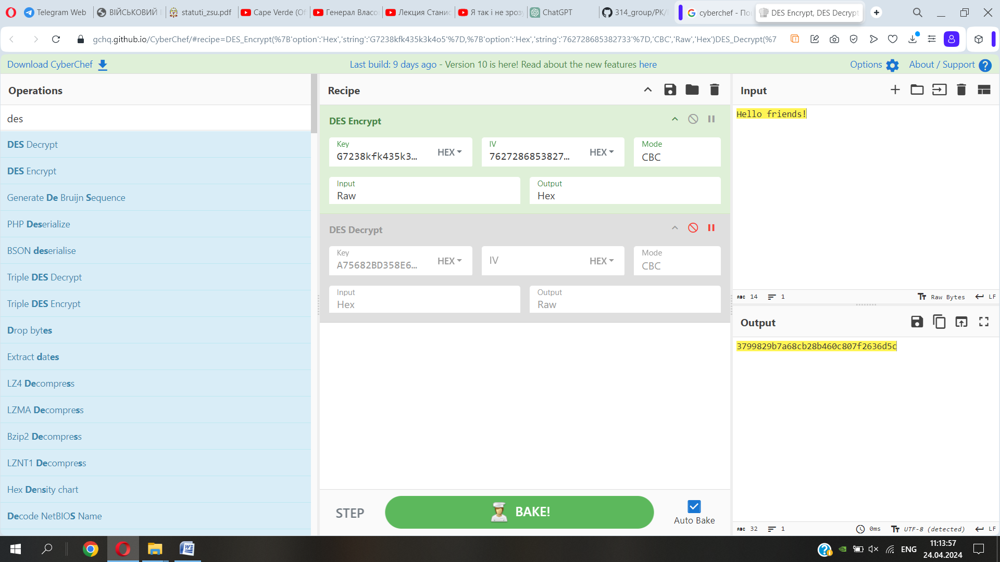 Telegram Web
ВІЙСЬКОВИЙ
statuti_zsu.pdf
Cape Verde (Of
Генерал Власо
Лекция Станис
Я так і не зрозу
ChatGPT
314_group/PK/
cyberchef - По
DES Encrypt, DES Decrypt
gchq.github.io/CyberChef/#recipe=DES_Encrypt(%7B'option':'Hex','string':'G7238kfk435k3k4o5'%7D,%7B'option':'Hex','string':'762728685382733'%7D,'CBC','Raw','Hex')DES_Decrypt(%7
Download CyberChef
Last build: 9 days ago - Version 10 is here! Read about the new features here
Options
About / Support
Operations
des
DES Decrypt
DES Encrypt
Generate De Bruijn Sequence
PHP Deserialize
BSON deserialise
Triple DES Decrypt
Triple DES Encrypt
Drop bytes
Extract dates
LZ4 Decompress
LZMA Decompress
Bzip2 Decompress
LZNT1 Decompress
Hex Density chart
Decode NetBIOS Name
Recipe
DES Encrypt
Key
G7238kfk435k3...
HEX
IV
7627286853827...
HEX
Mode
CBC
Input
Raw
Output
Hex
DES Decrypt
Key
A75682BD358E6...
HEX
IV
HEX
Mode
CBC
Input
Hex
Output
Raw
STEP
BAKE!
Auto Bake
Input
Hello friends!
ABC 14
1
Raw Bytes
LF
Output
3799829b7a68cb28b460c807f2636d5c
ABC 32
1
0ms
UTF-8 (detected)
LF
ENG
11:13:57
24.04.2024